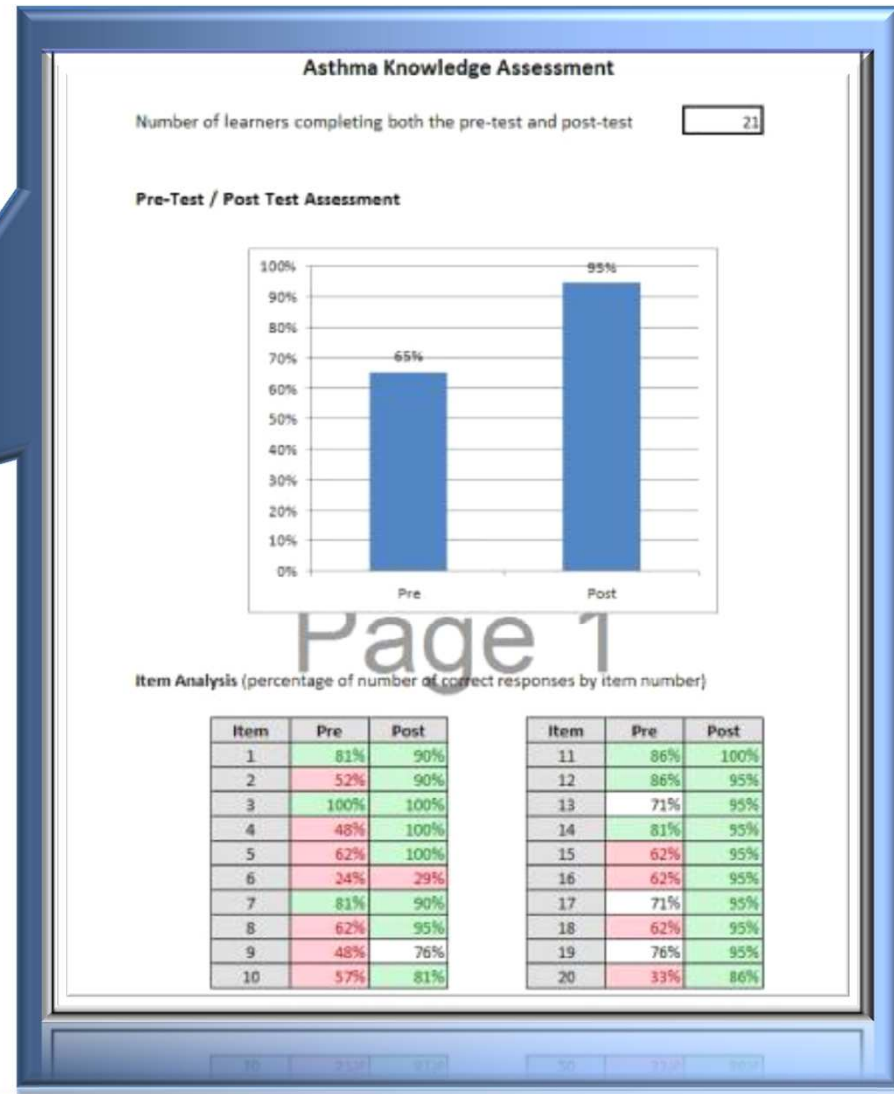 Asthma Knowledge Assessment
Number of learners completing both the pre-test and post-test 21
Pre-Test / Post Test Assessment
100%
90%
80%
70%
60%
50%
40%
30%
20%
10%
0%
65%
95%
Pre Post
Page 1
Item Analysis (percentage of number of correct responses by item number)
Item Pre Post
1 81% 90%
2 52% 90%
3 100% 100%
4 48% 100%
5 62% 100%
6 24% 29%
7 81% 90%
8 62% 95%
9 48% 76%
10 57% 81%
Item Pre Post
11 86% 100%
12 86% 95%
13 71% 95%
14 81% 95%
15 62% 95%
16 62% 95%
17 71% 95%
18 62% 95%
19 76% 95%
20 33% 86%